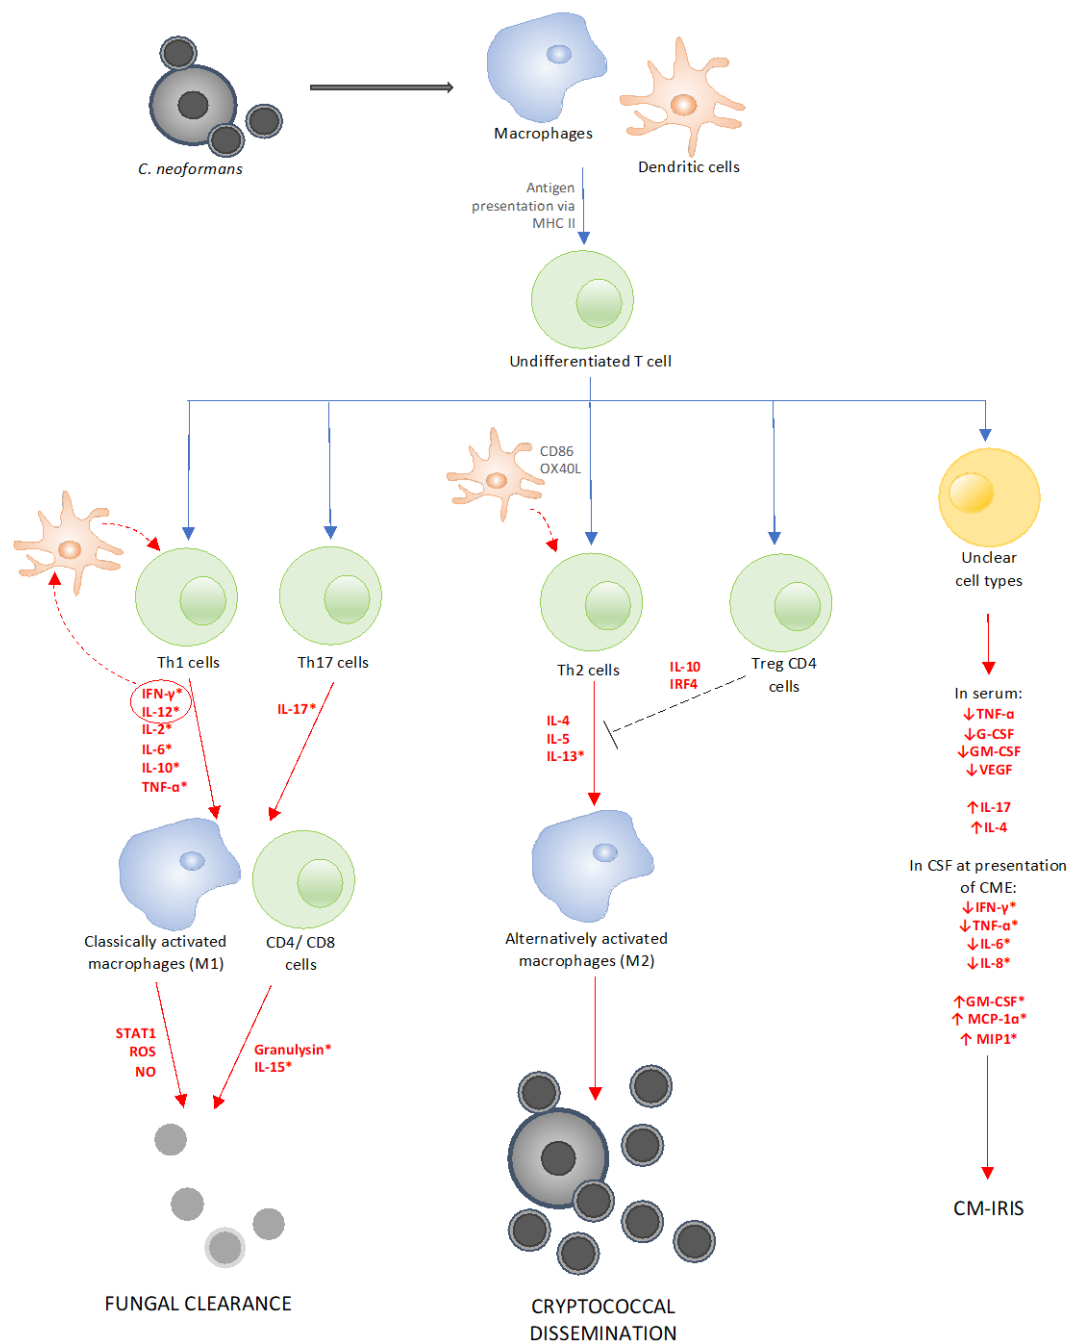 C. neoformans
Macrophages
Dendritic cells
Antigen
presentation via
MHC II
Undifferentiated T cell
CD86
OX40L
Unclear
cell types
Th1 cells
Th17 cells
Th2 cells
Treg CD4
cells
IFN-γ*
IL-12*
IL-2*
IL-6*
IL-10*
TNF-α*
IL-17*
IL-4
IL-5
IL-13*
IL-10
IRF4
In serum:
↓TNF-α
↓G-CSF
↓GM-CSF
↓VEGF
↑IL-17
↑IL-4
In CSF at presentation
of CME:
↓IFN-γ*
↓TNF-α*
↓IL-6*
↓IL-8*
↑GM-CSF*
↑ MCP-1α*
↑ MIP1*
Classically activated
macrophages (M1)
CD4/ CD8
cells
Alternatively activated
macrophages (M2)
STAT1
ROS
NO
Granulysin*
IL-15*
CM-IRIS
FUNGAL CLEARANCE
CRYPTOCOCCAL
DISSEMINATION